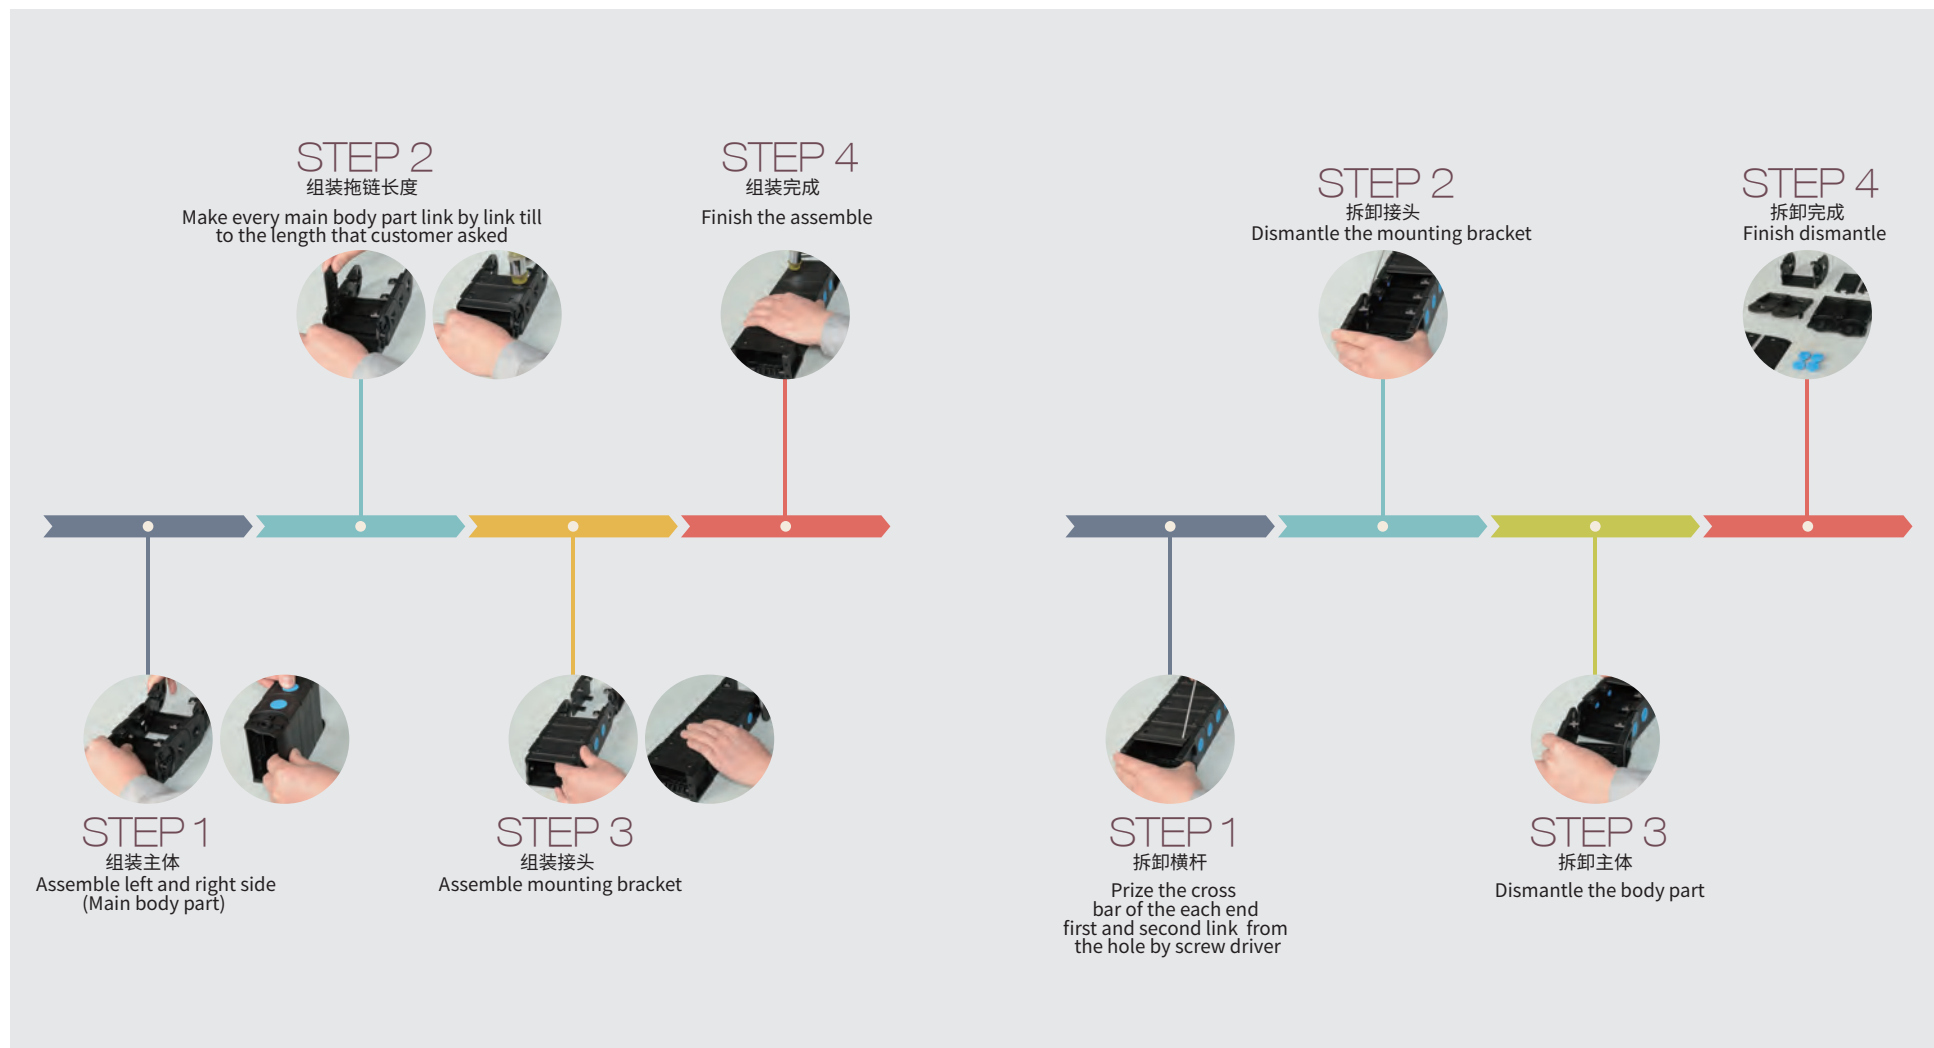 STEP 1
组装主体
Assemble left and right side
(Main body part)
STEP 2
组装拖链长度
Make every main body part link by link till
to the length that customer asked
STEP 3
组装接头
Assemble mounting bracket
STEP 4
组装完成
Finish the assemble
STEP 1
拆卸横杆
Prize the cross
bar of the each end
first and second link from
the hole by screw driver
STEP 2
拆卸接头
Dismantle the mounting bracket
STEP 3
拆卸主体
Dismantle the body part
STEP 4
拆卸完成
Finish dismantle